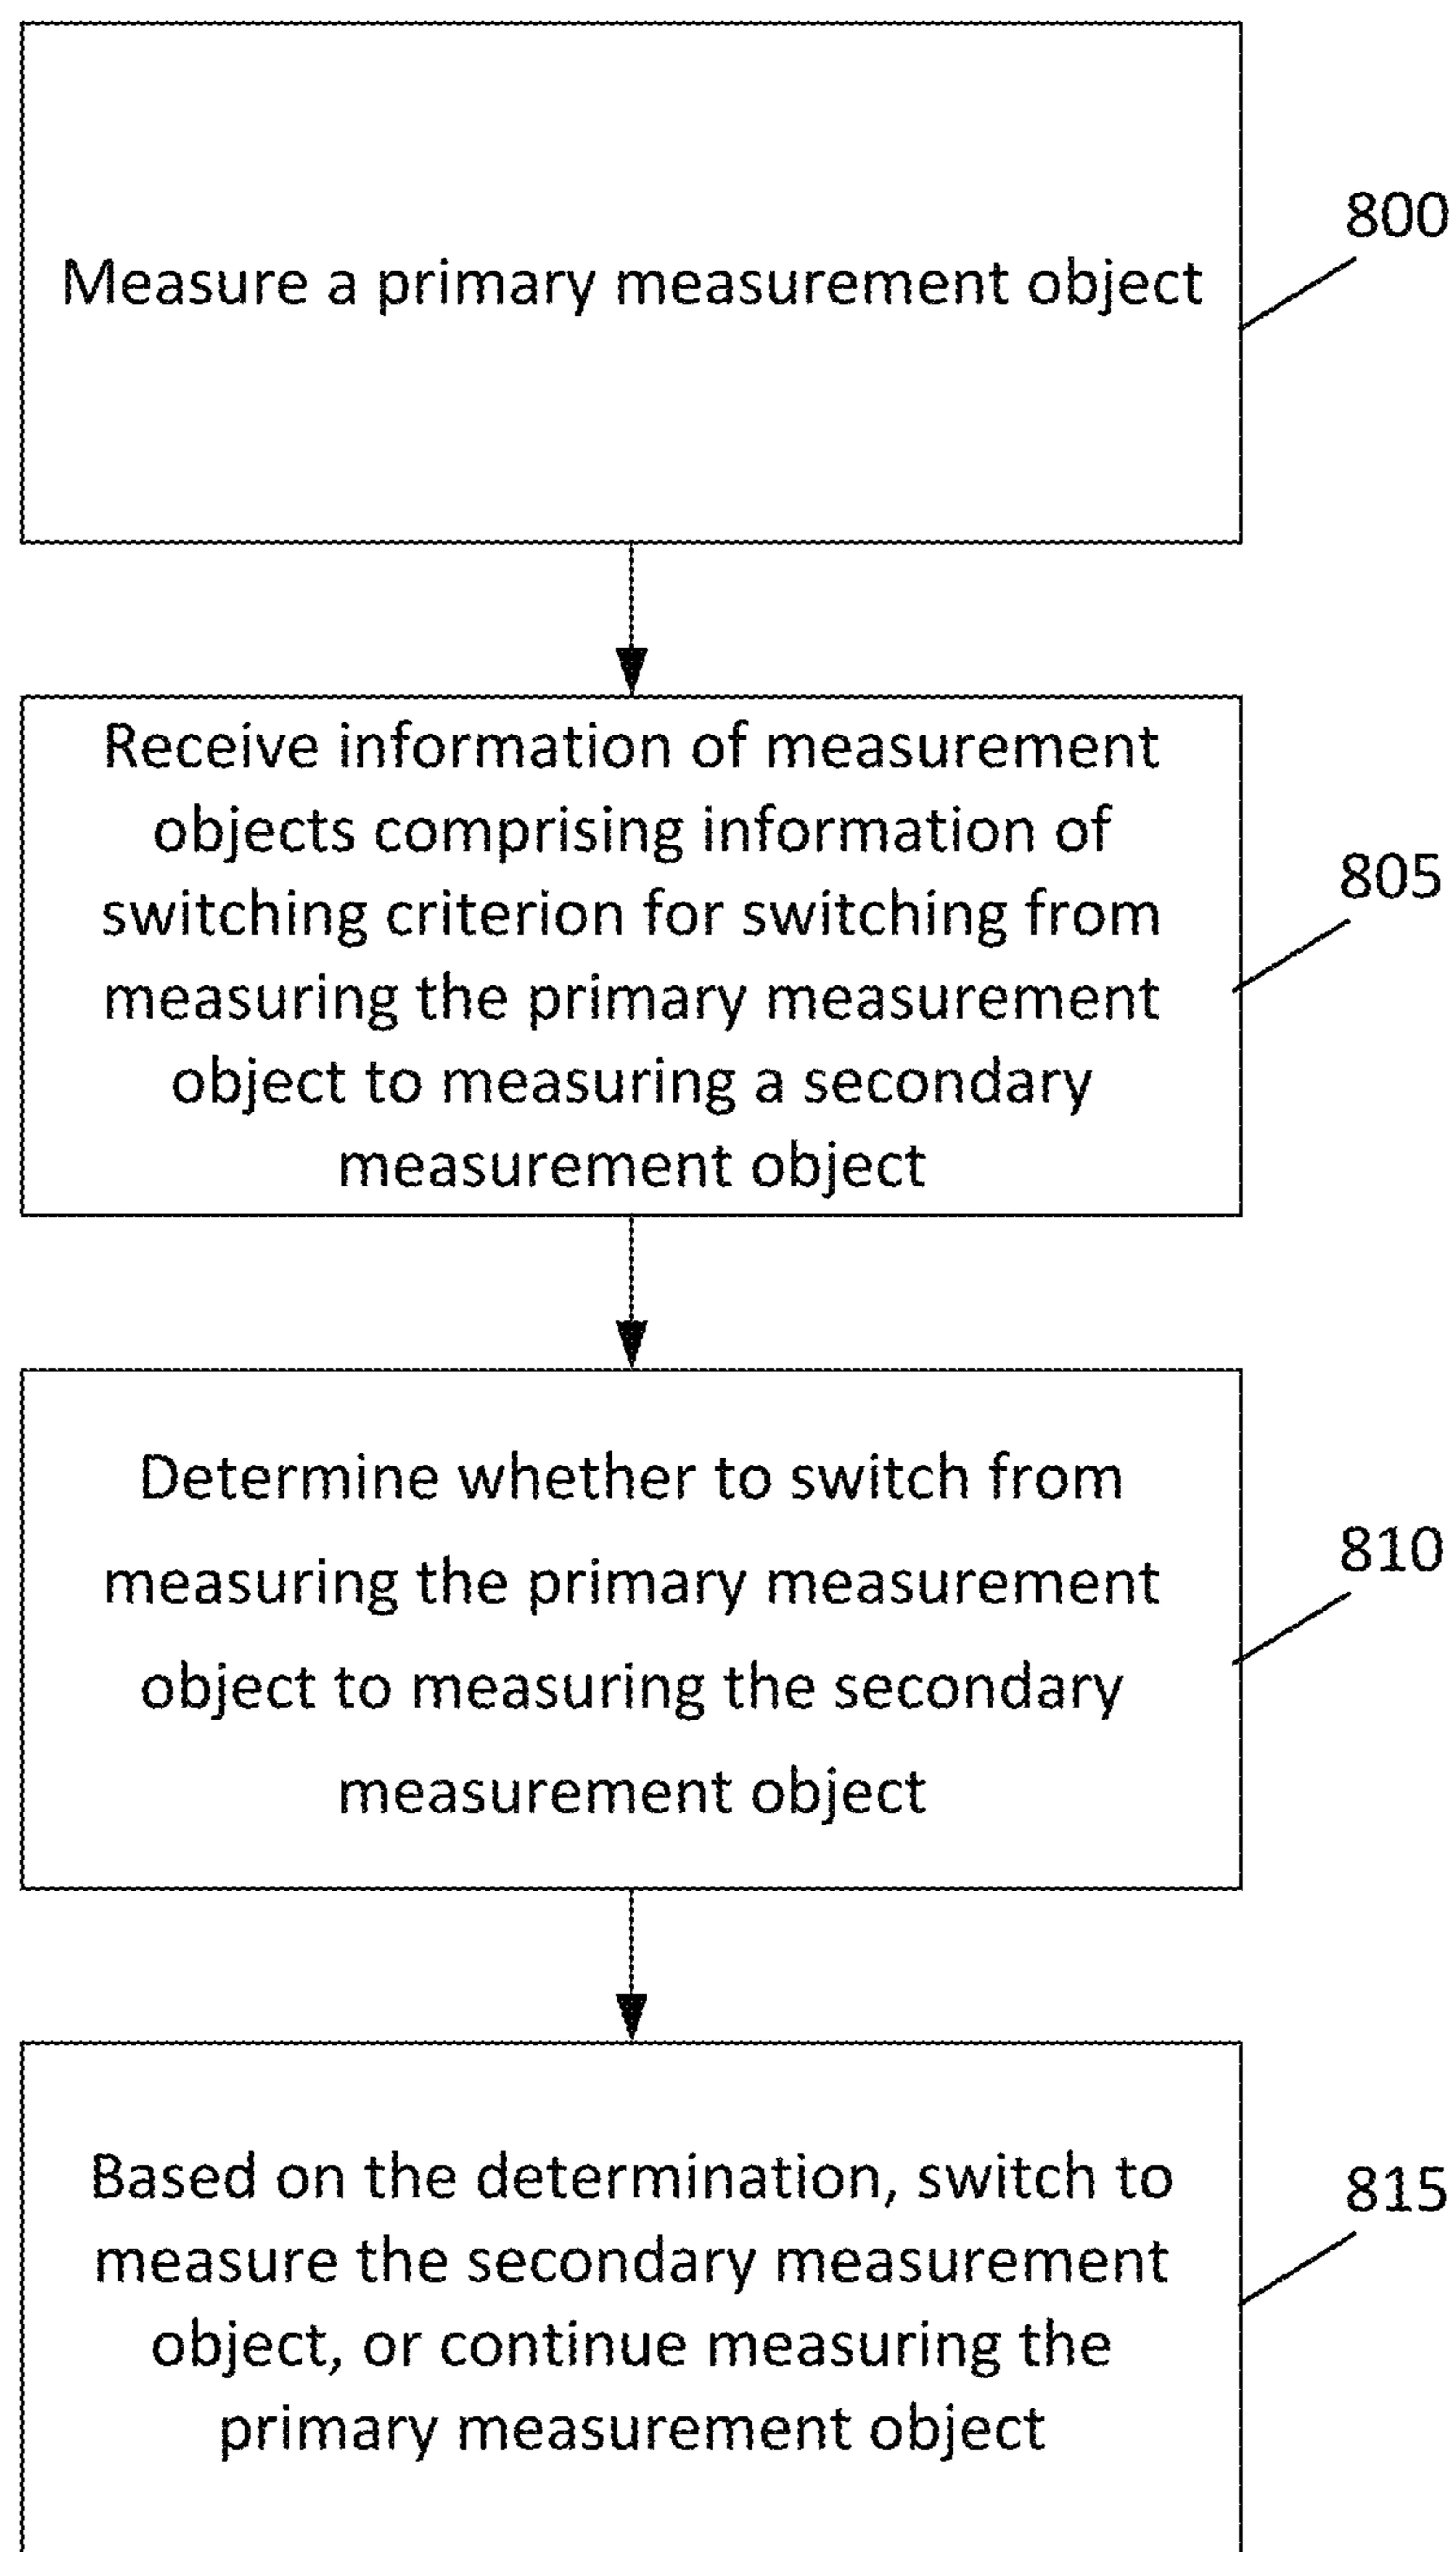 Measure a primary measurement object
800
Receive information of measurement
objects comprising information of
switching criterion for switching from
measuring the primary measurement
object to measuring a secondary
measurement object
805
Determine whether to switch from
measuring the primary measurement
object to measuring the secondary
measurement object
810
Based on the determination, switch to
measure the secondary measurement
object, or continue measuring the
primary measurement object
815